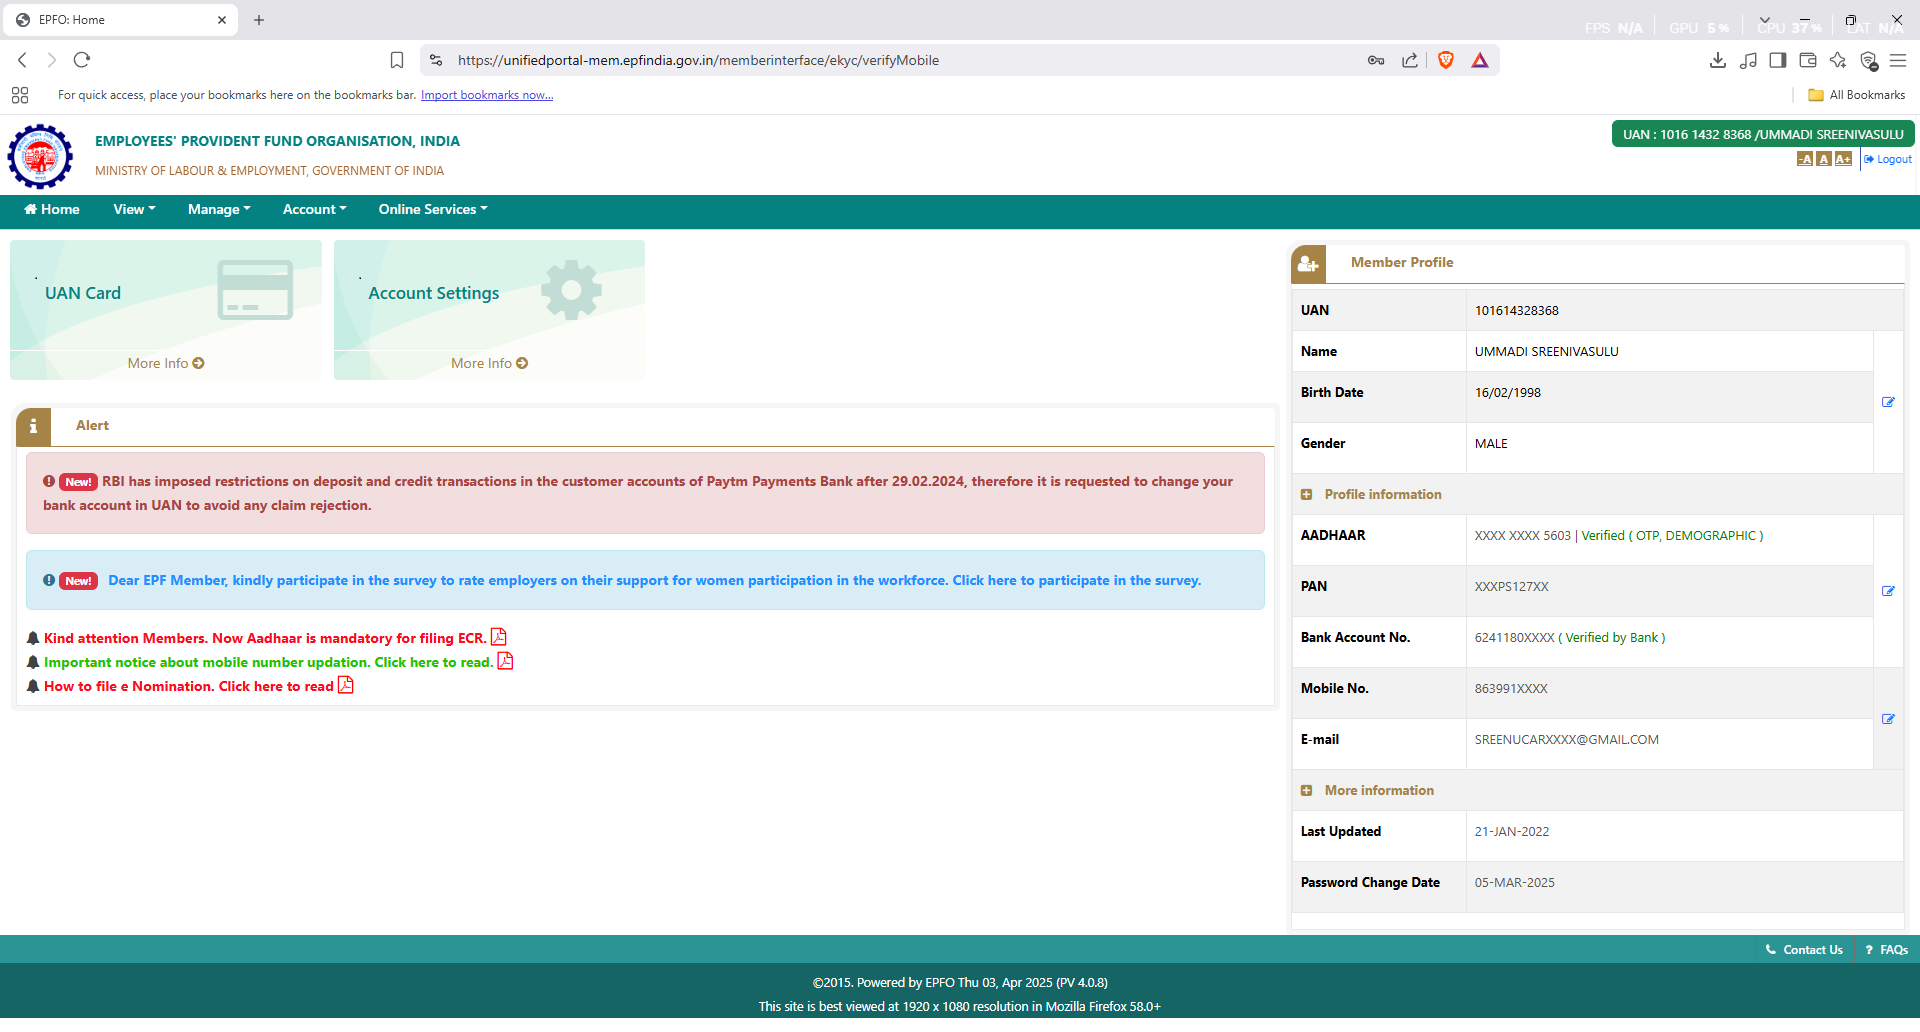 EPFO: Home
FPS N/A GPU 5 % CPU 37 % LAT N/A
https://unifiedportal-mem.epfindia.gov.in/memberinterface/ekyc/verifyMobile
For quick access, place your bookmarks here on the bookmarks bar. Import bookmarks now...
All Bookmarks
EMPLOYEES' PROVIDENT FUND ORGANISATION, INDIA
MINISTRY OF LABOUR & EMPLOYMENT, GOVERNMENT OF INDIA
UAN : 1016 1432 8368 /UMMADI SREENIVASULU
-A A A+ Logout
Home View Manage Account Online Services
. UAN Card
More Info
. Account Settings
More Info
Alert
New! RBI has imposed restrictions on deposit and credit transactions in the customer accounts of Paytm Payments Bank after 29.02.2024, therefore it is requested to change your
bank account in UAN to avoid any claim rejection.
New! Dear EPF Member, kindly participate in the survey to rate employers on their support for women participation in the workforce. Click here to participate in the survey.
Kind attention Members. Now Aadhaar is mandatory for filing ECR.
Important notice about mobile number updation. Click here to read.
How to file e Nomination. Click here to read
Member Profile
UAN 101614328368
Name UMMADI SREENIVASULU
Birth Date 16/02/1998
Gender MALE
Profile information
AADHAAR XXXX XXXX 5603 | Verified ( OTP, DEMOGRAPHIC )
PAN XXXPS127XX
Bank Account No. 6241180XXXX ( Verified by Bank )
Mobile No. 863991XXXX
E-mail SREENUCARXXXX@GMAIL.COM
More information
Last Updated 21-JAN-2022
Password Change Date 05-MAR-2025
Contact Us ? FAQs
©2015. Powered by EPFO Thu 03, Apr 2025 (PV 4.0.8)
This site is best viewed at 1920 x 1080 resolution in Mozilla Firefox 58.0+